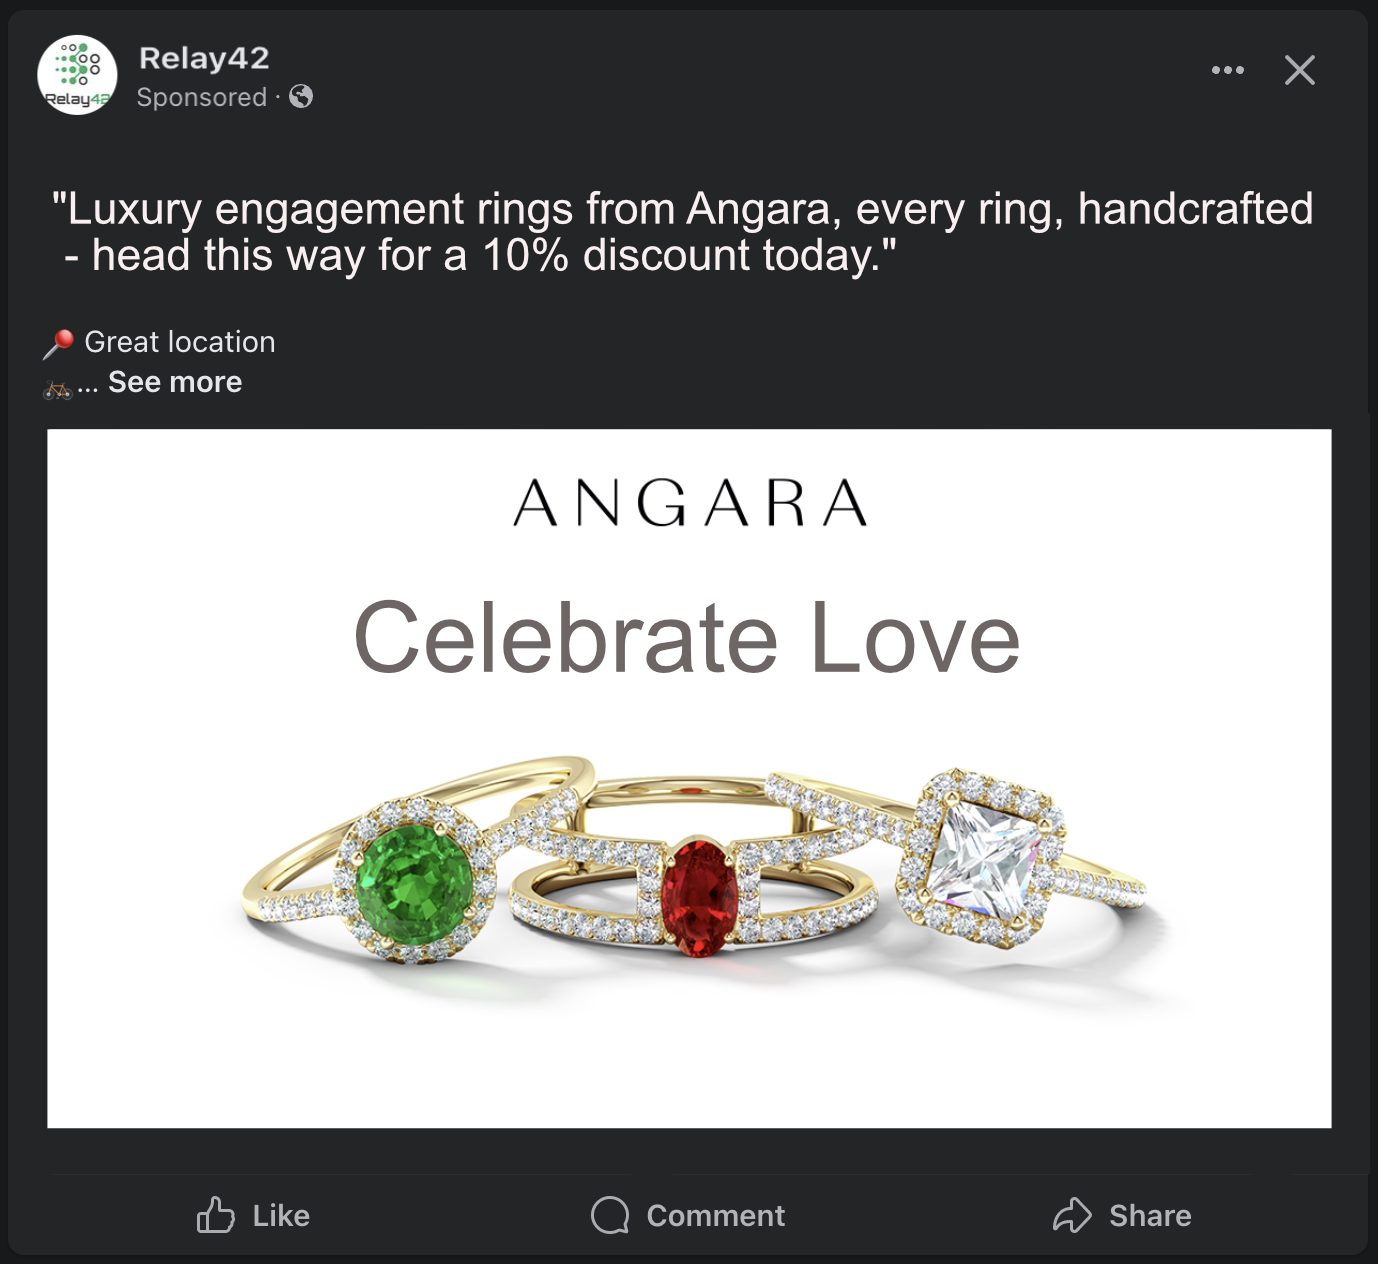 Relay42
Relay42
Sponsored ·
"Luxury engagement rings from Angara, every ring, handcrafted
- head this way for a 10% discount today."
📍 Great location
🚲... See more
ANGARA
Celebrate Love
Like
Comment
Share